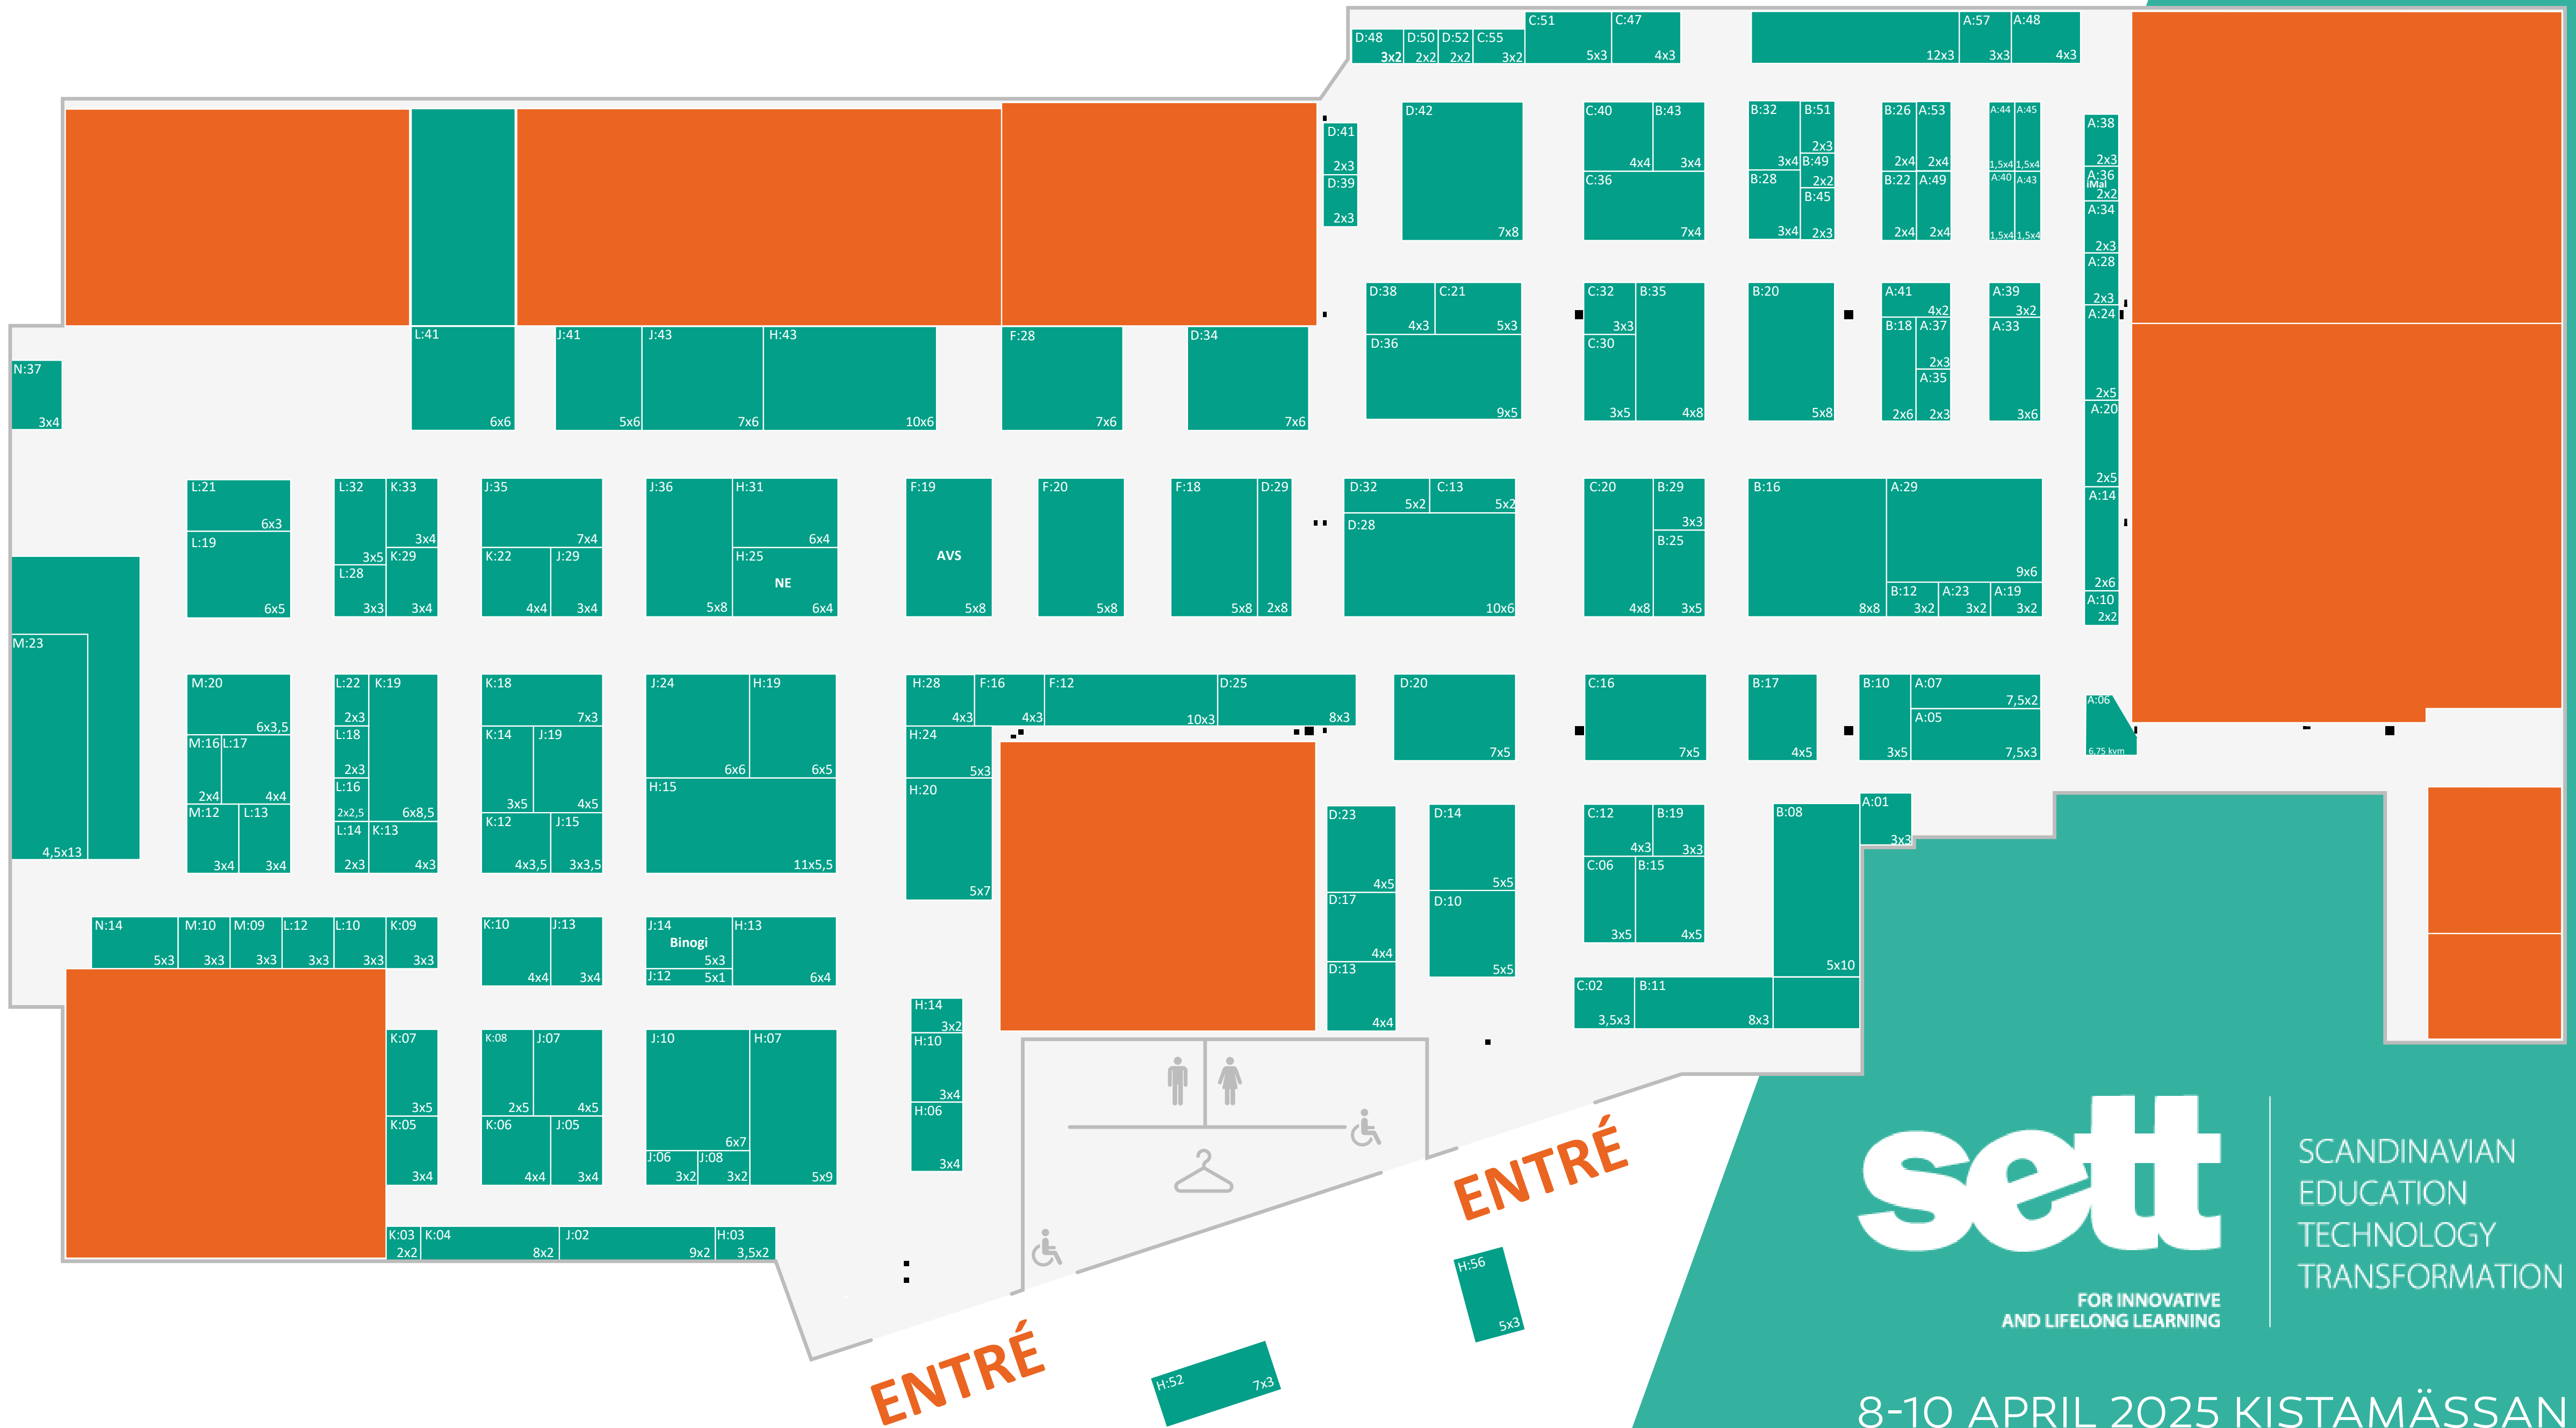 D:48
3x2
D:50
2x2
D:52
2x2
C:55
3x2
C:51
5x3
C:47
4x3
12x3
A:57
3x3
A:48
4x3
D:41
2x3
D:39
2x3
D:42
7x8
C:40
4x4
B:43
3x4
C:36
7x4
B:32
3x4
B:51
2x3
B:49
2x2
B:28
3x4
B:45
2x3
B:26
2x4
A:53
2x4
B:22
2x4
A:49
2x4
A:44
1,5x4
A:45
1,5x4
A:40
1,5x4
A:43
1,5x4
A:38
2x3
A:36
iMal
2x2
A:34
2x3
A:28
2x3
A:24
2x5
A:20
2x5
A:14
2x6
A:10
2x2
D:38
4x3
C:21
5x3
D:36
9x5
C:32
3x3
C:30
3x5
B:35
4x8
B:20
5x8
A:41
4x2
B:18
2x6
A:37
2x3
A:35
2x3
A:39
3x2
A:33
3x6
N:37
3x4
L:41
6x6
J:41
5x6
J:43
7x6
H:43
10x6
F:28
7x6
D:34
7x6
L:21
6x3
L:19
6x5
L:32
3x5
K:33
3x4
L:28
3x3
K:29
3x4
J:35
7x4
K:22
4x4
J:29
3x4
J:36
5x8
H:31
6x4
H:25
NE
6x4
F:19
AVS
5x8
F:20
5x8
F:18
5x8
D:29
2x8
D:32
5x2
C:13
5x2
D:28
10x6
C:20
4x8
B:29
3x3
B:25
3x5
B:16
8x8
A:29
9x6
B:12
3x2
A:23
3x2
A:19
3x2
M:23
4,5x13
M:20
6x3,5
M:16
2x4
L:17
4x4
M:12
3x4
L:13
3x4
L:22
2x3
K:19
6x8,5
L:18
2x3
L:16
2x2,5
L:14
2x3
K:13
4x3
K:18
7x3
K:14
3x5
J:19
4x5
K:12
4x3,5
J:15
3x3,5
J:24
6x6
H:19
6x5
H:15
11x5,5
H:28
4x3
F:16
4x3
F:12
10x3
D:25
8x3
H:24
5x3
H:20
5x7
D:20
7x5
C:16
7x5
B:17
4x5
B:10
3x5
A:07
7,5x2
A:05
7,5x3
A:06
6,75 kvm
D:23
4x5
D:17
4x4
D:13
4x4
D:14
5x5
D:10
5x5
C:12
4x3
B:19
3x3
C:06
3x5
B:15
4x5
B:08
5x10
A:01
3x3
C:02
3,5x3
B:11
8x3
N:14
5x3
M:10
3x3
M:09
3x3
L:12
3x3
L:10
3x3
K:09
3x3
K:10
4x4
J:13
3x4
J:14
Binogi
5x3
J:12
5x1
H:13
6x4
H:14
3x2
H:10
3x4
H:06
3x4
K:07
3x5
K:05
3x4
K:08
2x5
J:07
4x5
K:06
4x4
J:05
3x4
J:10
6x7
J:06
3x2
J:08
3x2
H:07
5x9
K:03
2x2
K:04
8x2
J:02
9x2
H:03
3,5x2
ENTRÉ
ENTRÉ
H:56
5x3
H:52
7x3
sett
FOR INNOVATIVE
AND LIFELONG LEARNING
SCANDINAVIAN
EDUCATION
TECHNOLOGY
TRANSFORMATION
8-10 APRIL 2025 KISTAMÄSSAN